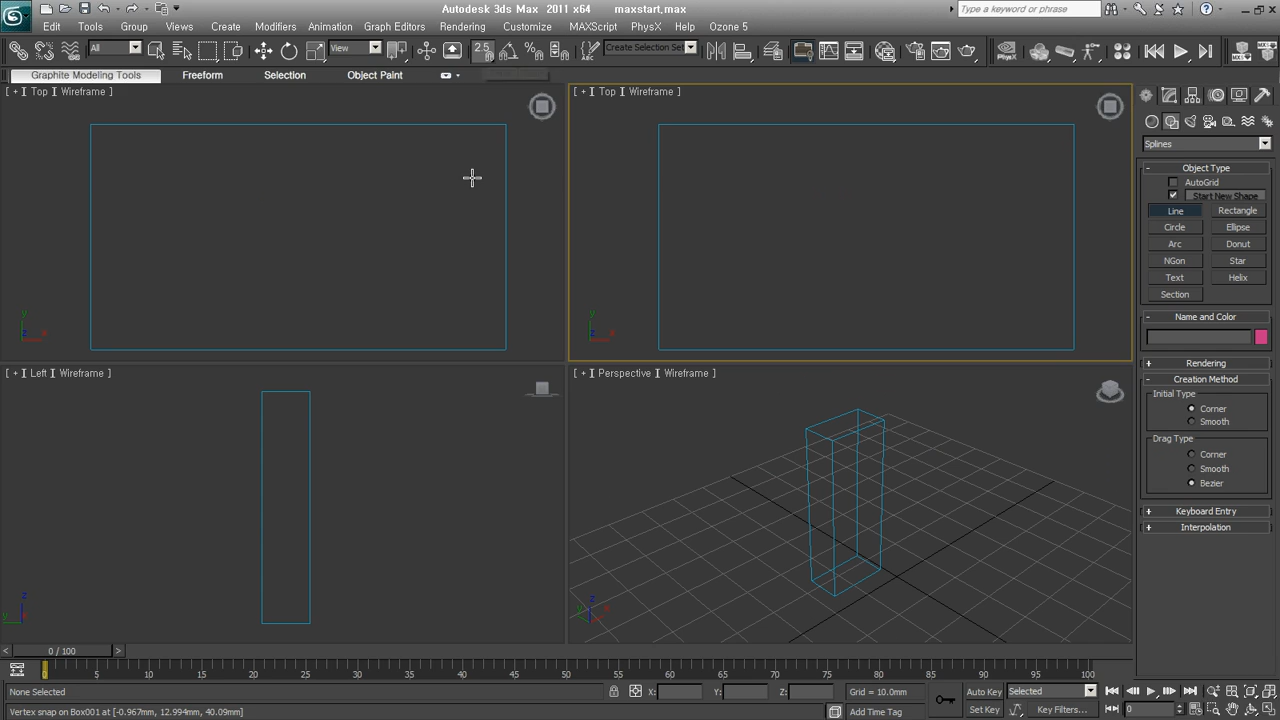 Autodesk 3ds Max 2011 x64 maxstart.max
Type a keyword or phrase
Edit Tools Group Views Create Modifiers Animation Graph Editors Rendering Customize MAXScript PhysX Ozone 5
All View 2.5 Create Selection Set
Graphite Modeling Tools Freeform Selection Object Paint
[ + ] Top ] Wireframe ]
[ + ] Top ] Wireframe ]
[ + ] Left ] Wireframe ]
[ + ] Perspective ] Wireframe ]
Splines
- Object Type
AutoGrid
Start New Shape
Line Rectangle
Circle Ellipse
Arc Donut
NGon Star
Text Helix
Section
- Name and Color
+ Rendering
- Creation Method
Initial Type
Corner
Smooth
Drag Type
Corner
Smooth
Bezier
+ Keyboard Entry
+ Interpolation
y z x
y z x
z y x
z y x
< 0 / 100 >
0 5 10 15 20 25 30 35 40 45 50 55 60 65 70 75 80 85 90 95 100
None Selected X: Y: Z: Grid = 10.0mm Auto Key Selected
Vertex snap on Box001 at [-0.967mm, 12.994mm, 40.09mm] Add Time Tag Set Key Key Filters... 0